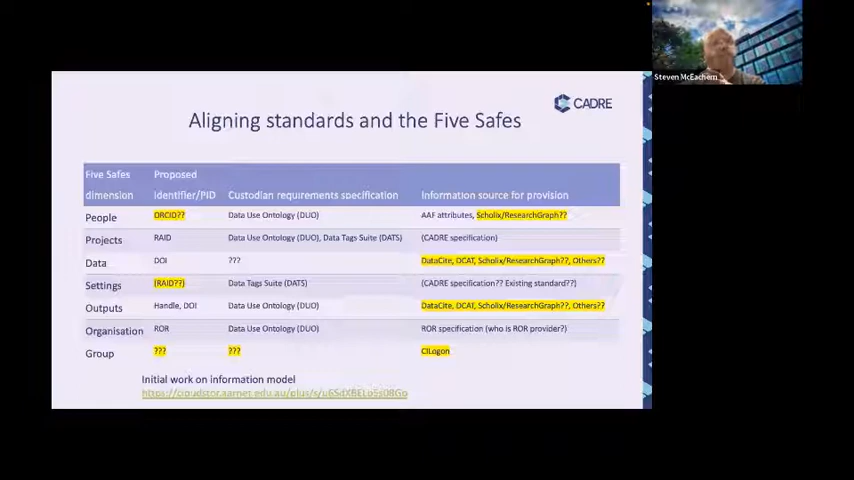 Steven McEachern
CADRE
Aligning standards and the Five Safes
Five Safes dimension Proposed identifier/PID Custodian requirements specification Information source for provision
People ORCID?? Data Use Ontology (DUO) AAF attributes, Scholix/ResearchGraph??
Projects RAID Data Use Ontology (DUO), Data Tags Suite (DATS) (CADRE specification)
Data DOI ??? DataCite, DCAT, Scholix/ResearchGraph??, Others??
Settings (RAID??) Data Tags Suite (DATS) (CADRE specification?? Existing standard??)
Outputs Handle, DOI Data Use Ontology (DUO) DataCite, DCAT, Scholix/ResearchGraph??, Others??
Organisation ROR Data Use Ontology (DUO) ROR specification (who is ROR provider?)
Group ??? ??? CILogon
Initial work on information model